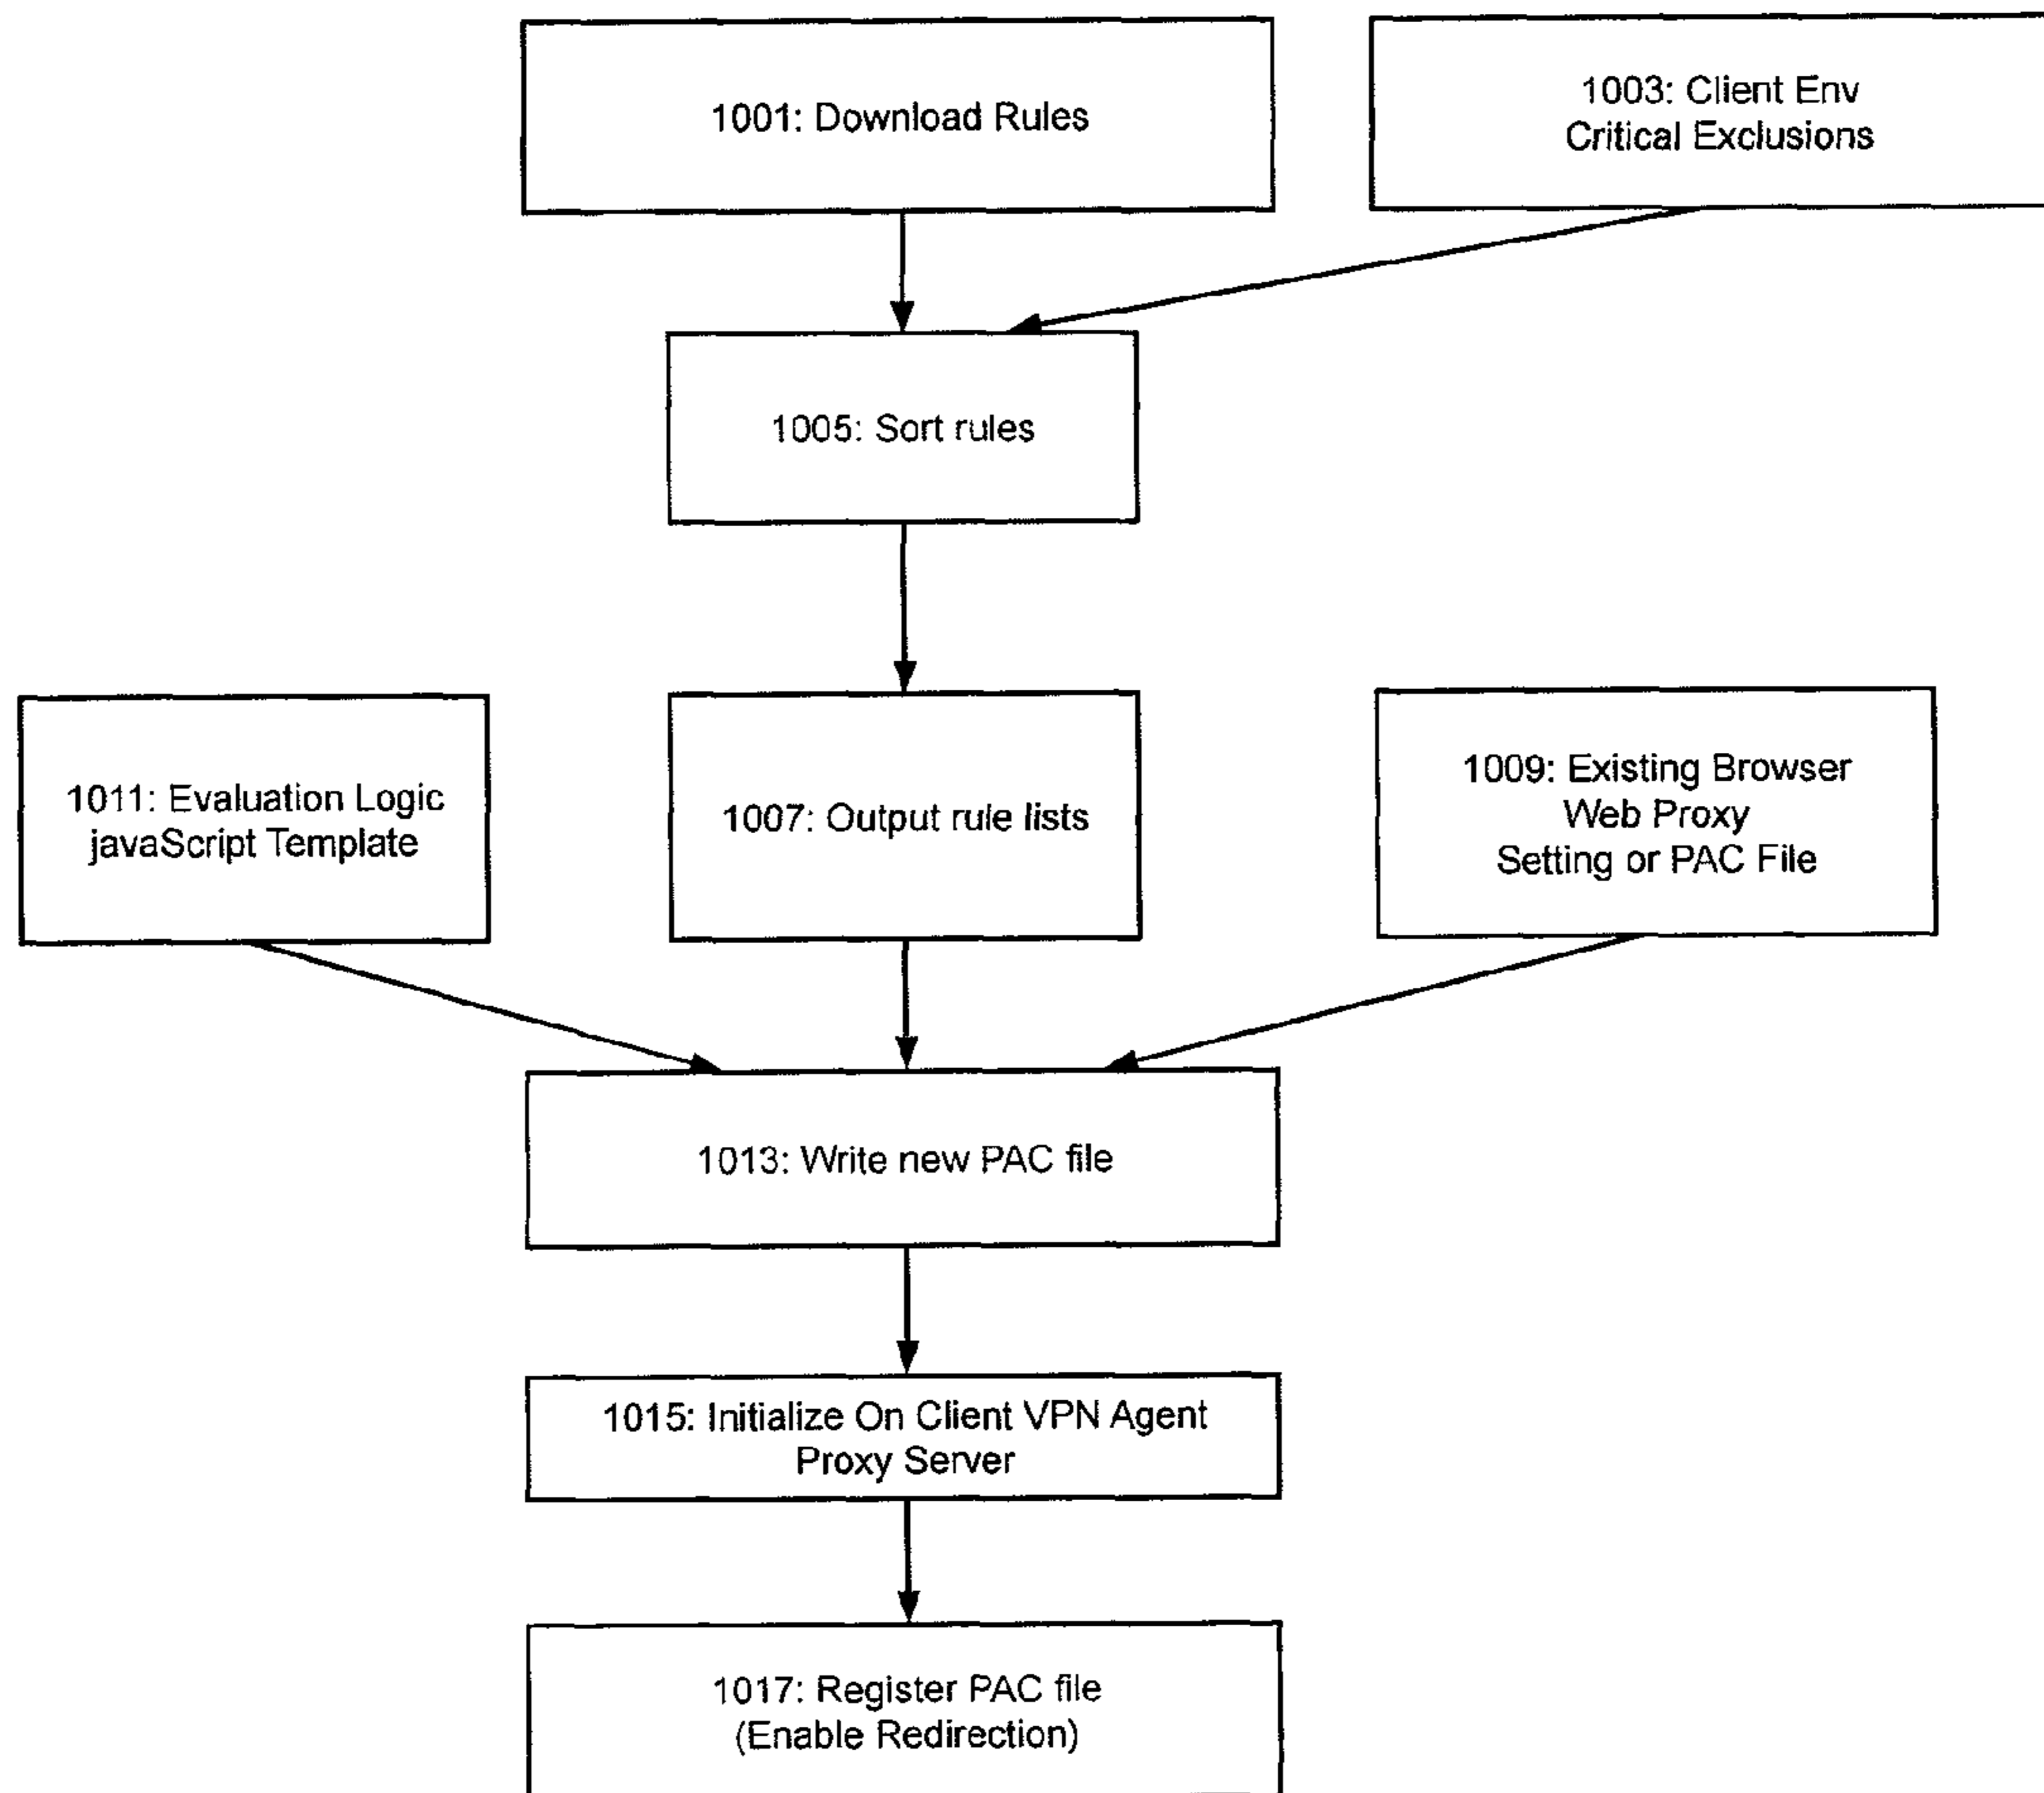 1001: Download Rules
1003: Client Env
Critical Exclusions
1005: Sort rules
1011: Evaluation Logic
javaScript Template
1007: Output rule lists
1009: Existing Browser
Web Proxy
Setting or PAC File
1013: Write new PAC file
1015: Initialize On Client VPN Agent
Proxy Server
1017: Register PAC file
(Enable Redirection)